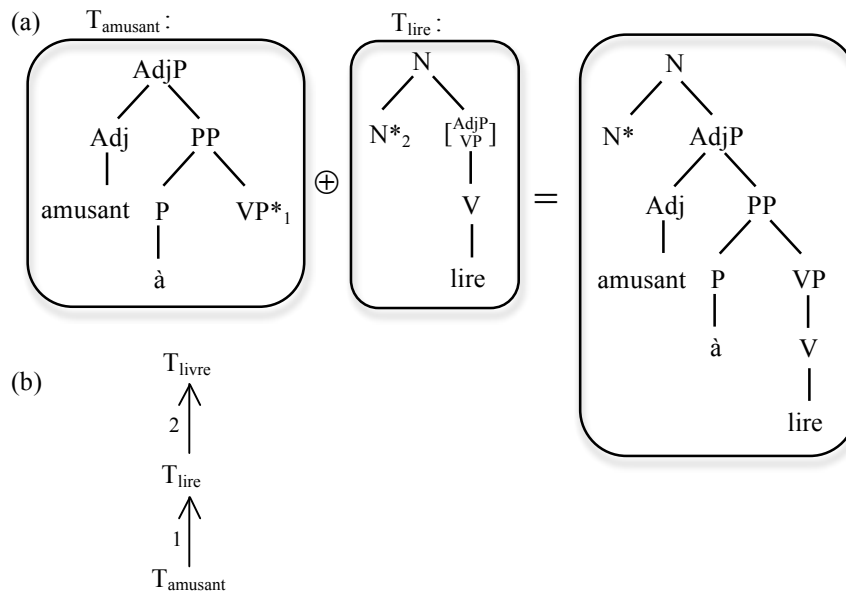 (a) T_amusant : T_lire :
AdjP N N
Adj PP N*_2 [AdjP VP] N* AdjP
amusant P VP*_1 ⊕ V = Adj PP
à lire amusant P VP
à V
lire
(b) T_livre
2
T_lire
1
T_amusant